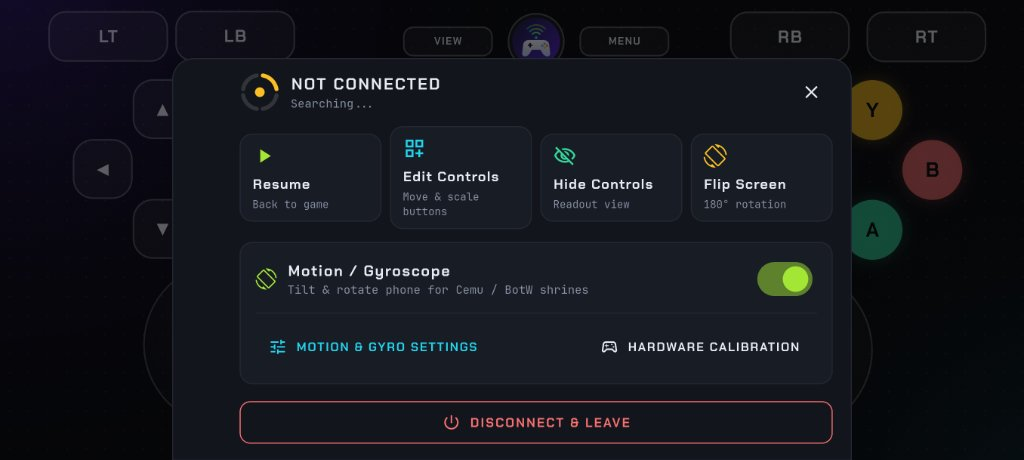 LT
LB
VIEW
MENU
RB
RT
NOT CONNECTED
Searching...
Y
B
A
Resume
Back to game
Edit Controls
Move & scale
buttons
Hide Controls
Readout view
Flip Screen
180° rotation
Motion / Gyroscope
Tilt & rotate phone for Cemu / BotW shrines
MOTION & GYRO SETTINGS
HARDWARE CALIBRATION
DISCONNECT & LEAVE